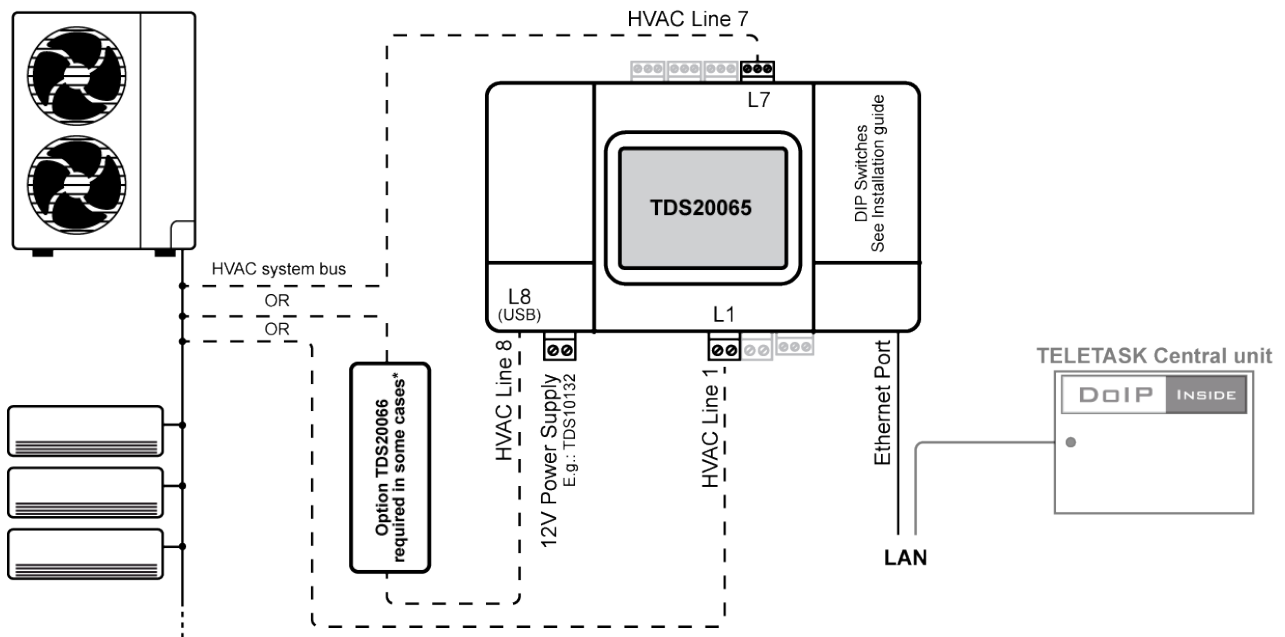 HVAC Line 7
L7
DIP Switches
See Installation guide
TDS20065
HVAC system bus
OR
OR
L8
(USB)
L1
HVAC Line 8
12V Power Supply
E.g.: TDS10132
HVAC Line 1
Ethernet Port
Option TDS20066
required in some cases*
TELETASK Central unit
DoIP INSIDE
LAN